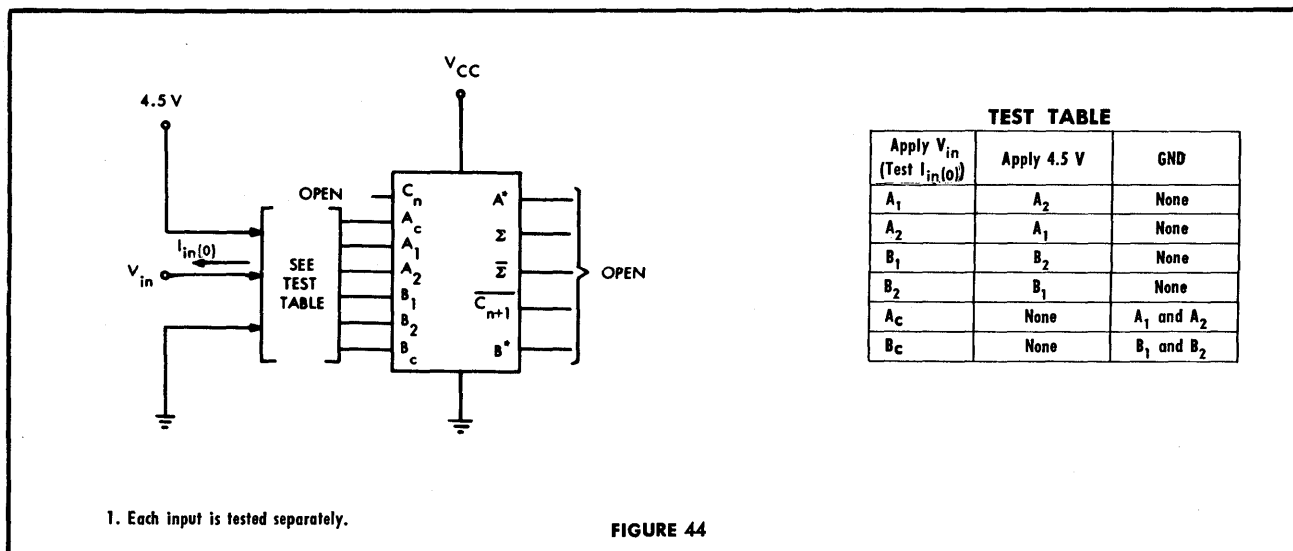 V_CC
4.5 V
OPEN
I_in(0)
V_in
SEE
TEST
TABLE
C_n
A_c
A_1
A_2
B_1
B_2
B_c
A*
Σ
Σ̅
C̅_n̅+̅1̅
B*
OPEN
TEST TABLE
Apply V_in (Test I_in(0)) Apply 4.5 V GND
A_1 A_2 None
A_2 A_1 None
B_1 B_2 None
B_2 B_1 None
A_c None A_1 and A_2
B_c None B_1 and B_2
1. Each input is tested separately.
FIGURE 44